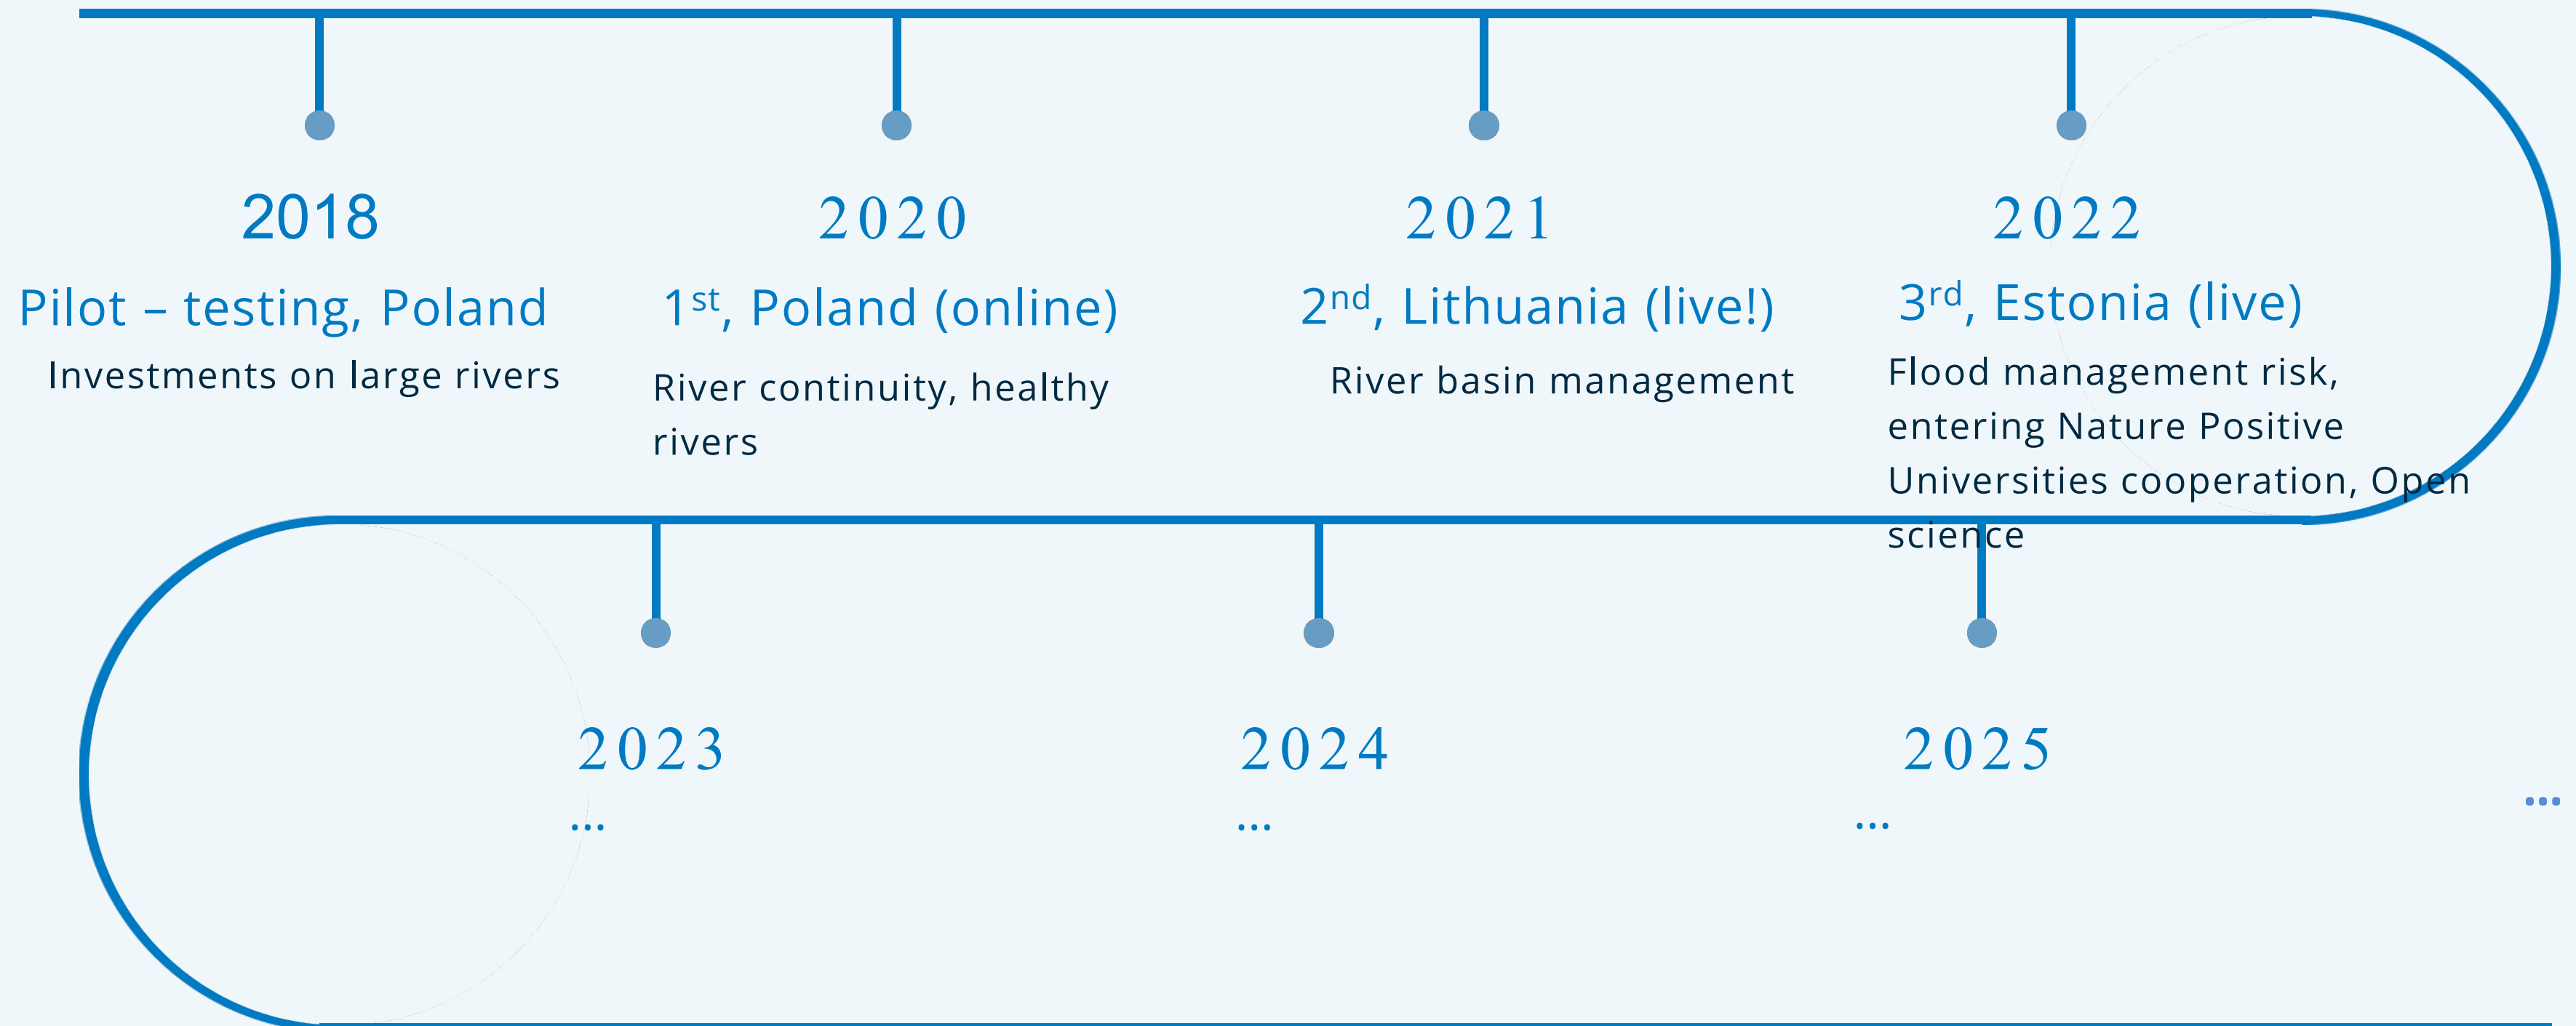 2018
Pilot – testing, Poland
Investments on large rivers
2020
1st, Poland (online)
River continuity, healthy
rivers
2021
2nd, Lithuania (live!)
River basin management
2022
3rd, Estonia (live)
Flood management risk,
entering Nature Positive
Universities cooperation, Open
science
2023
...
2024
...
2025
...
...